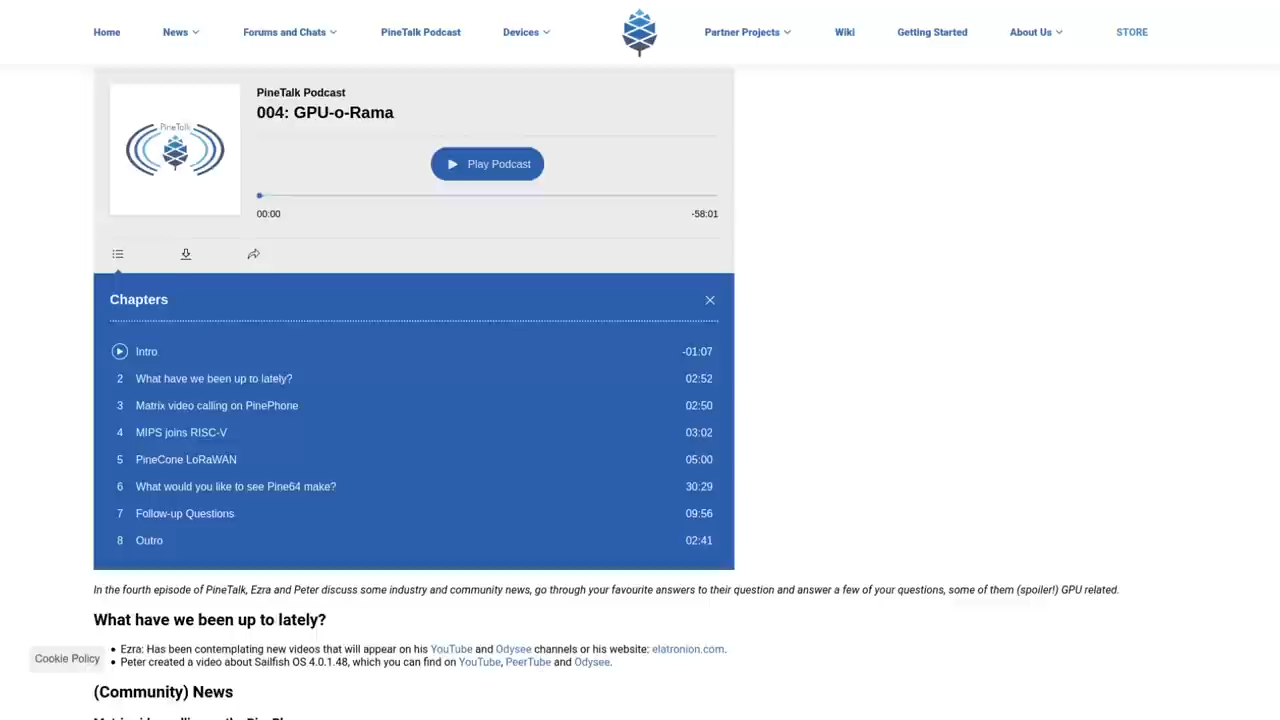 Home News Forums and Chats PineTalk Podcast Devices Partner Projects Wiki Getting Started About Us STORE
PineTalk
PineTalk Podcast
004: GPU-o-Rama
Play Podcast
00:00 -58:01
Chapters
Intro -01:07
2 What have we been up to lately? 02:52
3 Matrix video calling on PinePhone 02:50
4 MIPS joins RISC-V 03:02
5 PineCone LoRaWAN 05:00
6 What would you like to see Pine64 make? 30:29
7 Follow-up Questions 09:56
8 Outro 02:41
In the fourth episode of PineTalk, Ezra and Peter discuss some industry and community news, go through your favourite answers to their question and answer a few of your questions, some of them (spoiler!) GPU related.
What have we been up to lately?
• Ezra: Has been contemplating new videos that will appear on his YouTube and Odysee channels or his website: elatronion.com.
• Peter created a video about Sailfish OS 4.0.1.48, which you can find on YouTube, PeerTube and Odysee.
Cookie Policy
(Community) News